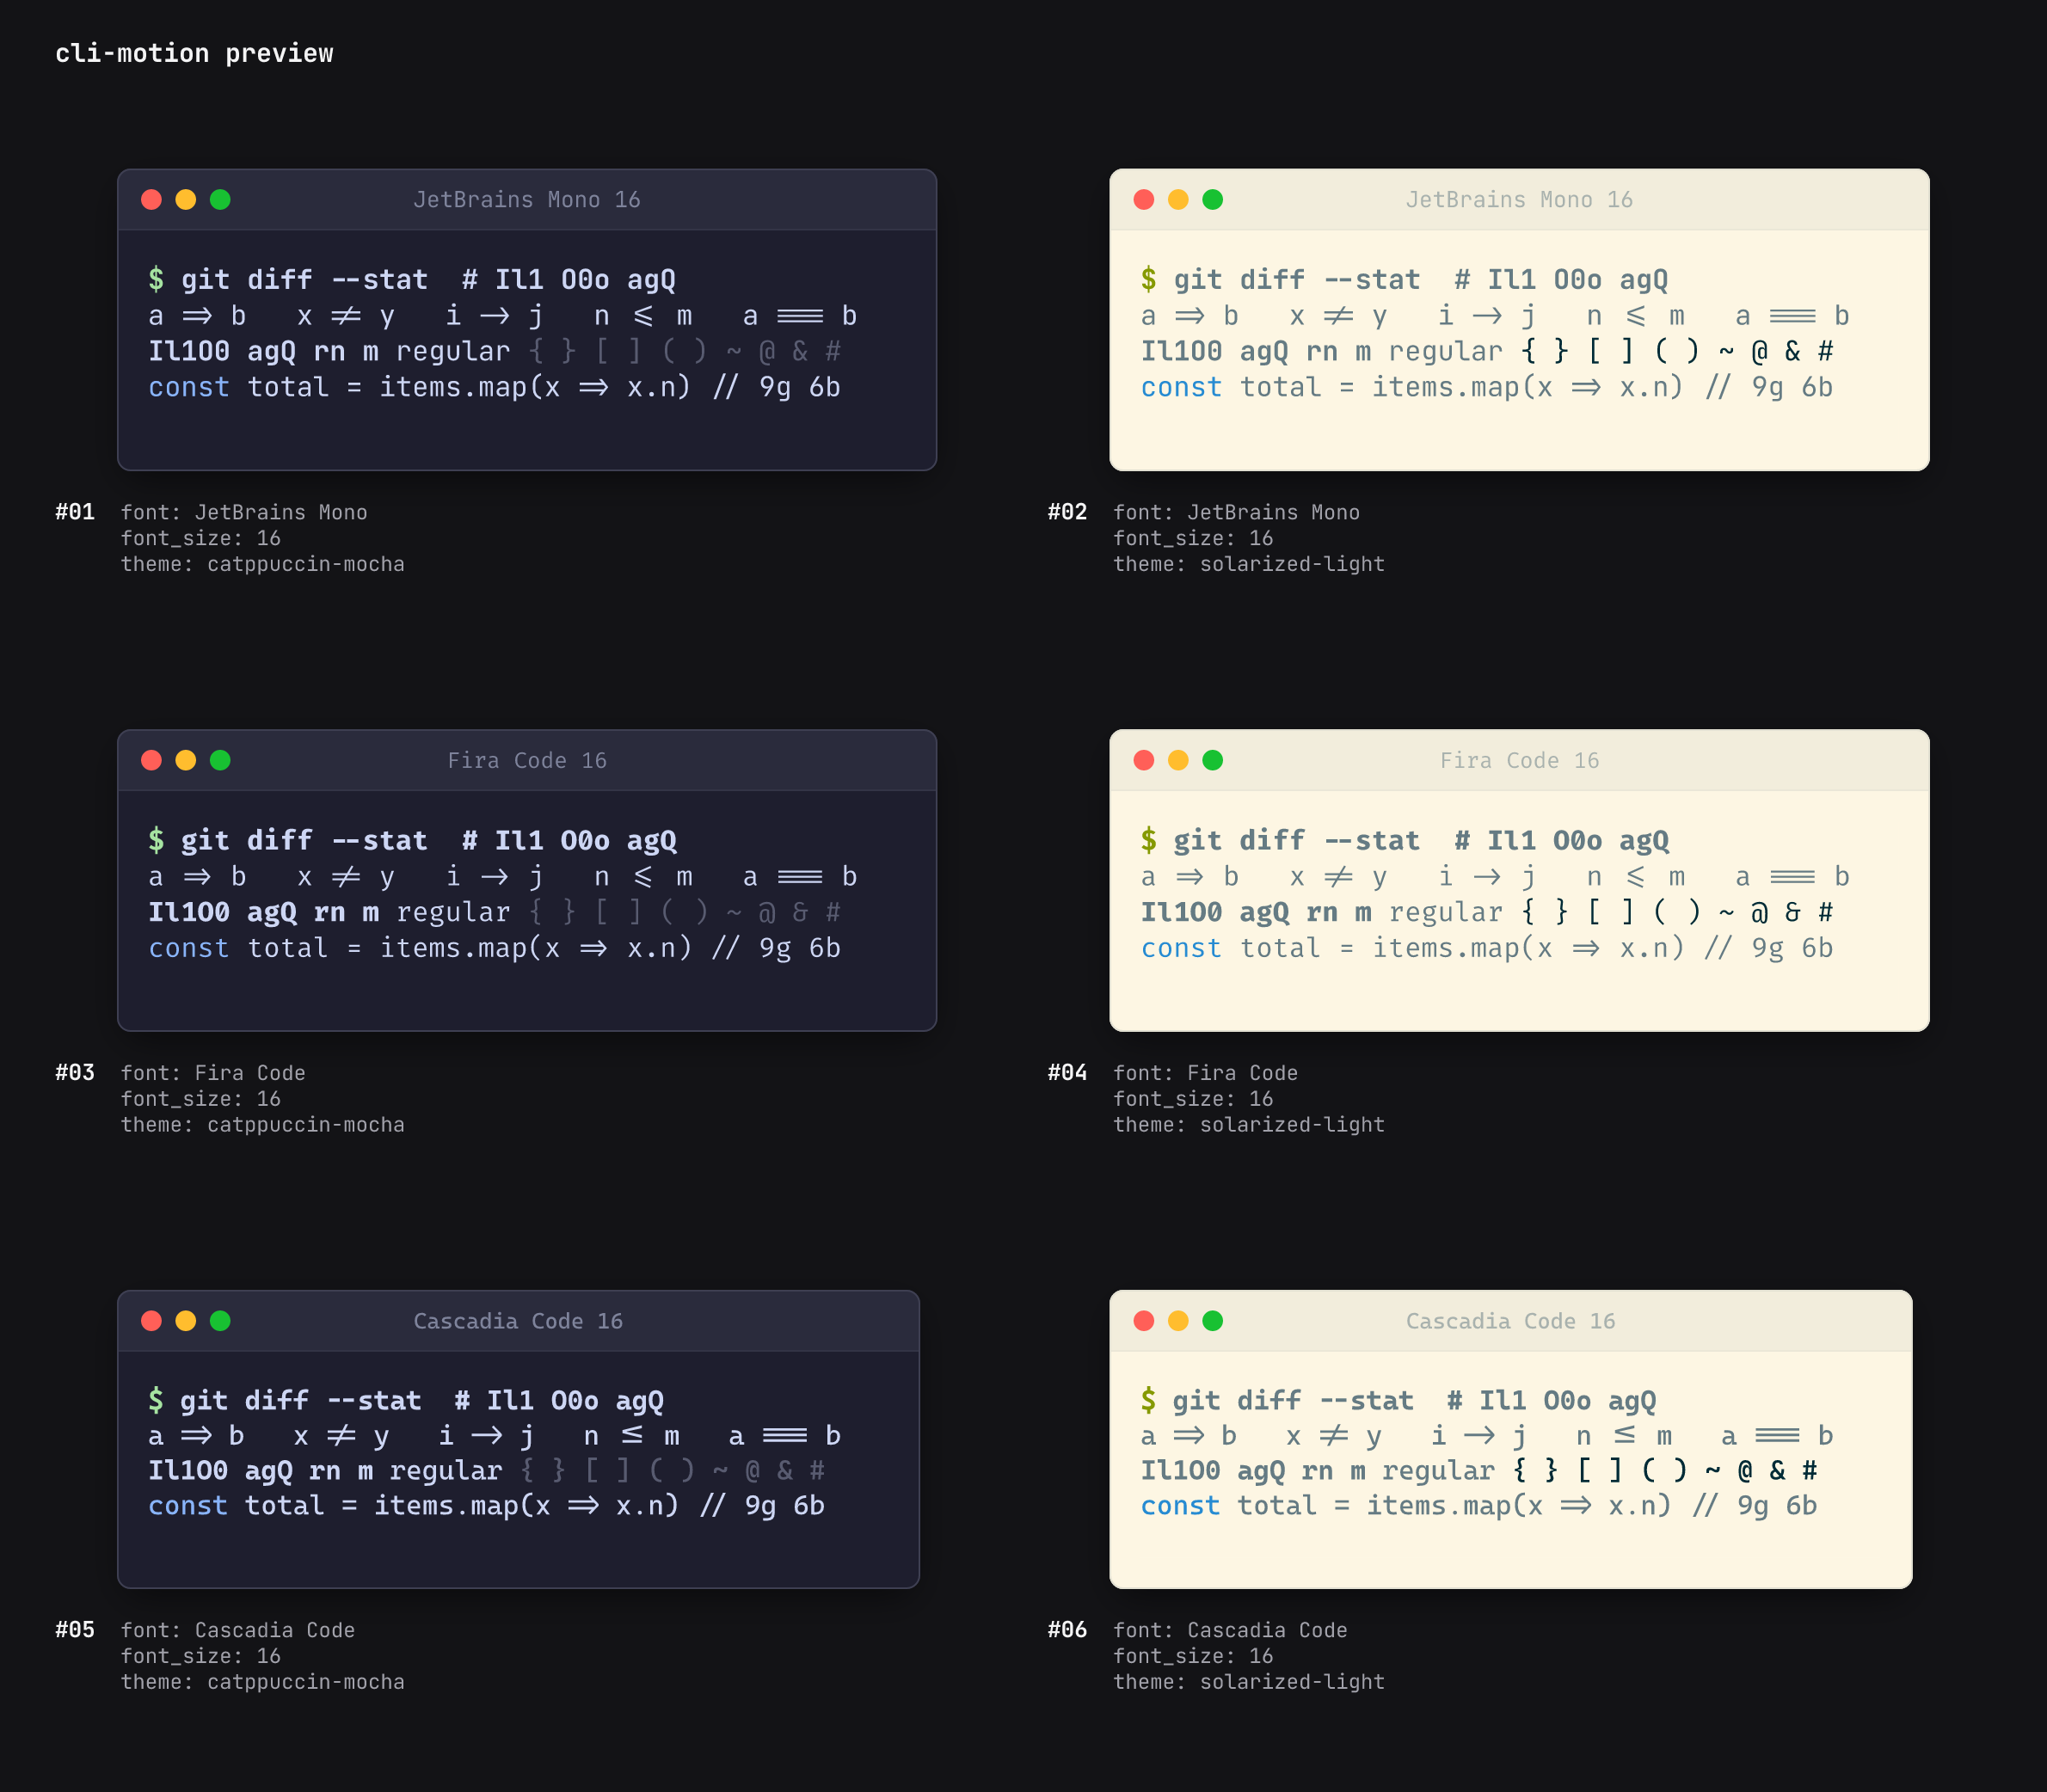 cli-motion preview
JetBrains Mono 16
$ git diff --stat  # Il1 O0o agQ
a => b   x != y   i -> j   n <= m   a === b
Il1O0 agQ rn m regular { } [ ] ( ) ~ @ & #
const total = items.map(x => x.n) // 9g 6b
#01 font: JetBrains Mono
font_size: 16
theme: catppuccin-mocha
JetBrains Mono 16
$ git diff --stat  # Il1 O0o agQ
a => b   x != y   i -> j   n <= m   a === b
Il1O0 agQ rn m regular { } [ ] ( ) ~ @ & #
const total = items.map(x => x.n) // 9g 6b
#02 font: JetBrains Mono
font_size: 16
theme: solarized-light
Fira Code 16
$ git diff --stat  # Il1 O0o agQ
a => b   x != y   i -> j   n <= m   a === b
Il1O0 agQ rn m regular { } [ ] ( ) ~ @ & #
const total = items.map(x => x.n) // 9g 6b
#03 font: Fira Code
font_size: 16
theme: catppuccin-mocha
Fira Code 16
$ git diff --stat  # Il1 O0o agQ
a => b   x != y   i -> j   n <= m   a === b
Il1O0 agQ rn m regular { } [ ] ( ) ~ @ & #
const total = items.map(x => x.n) // 9g 6b
#04 font: Fira Code
font_size: 16
theme: solarized-light
Cascadia Code 16
$ git diff --stat  # Il1 O0o agQ
a => b   x != y   i -> j   n <= m   a === b
Il1O0 agQ rn m regular { } [ ] ( ) ~ @ & #
const total = items.map(x => x.n) // 9g 6b
#05 font: Cascadia Code
font_size: 16
theme: catppuccin-mocha
Cascadia Code 16
$ git diff --stat  # Il1 O0o agQ
a => b   x != y   i -> j   n <= m   a === b
Il1O0 agQ rn m regular { } [ ] ( ) ~ @ & #
const total = items.map(x => x.n) // 9g 6b
#06 font: Cascadia Code
font_size: 16
theme: solarized-light